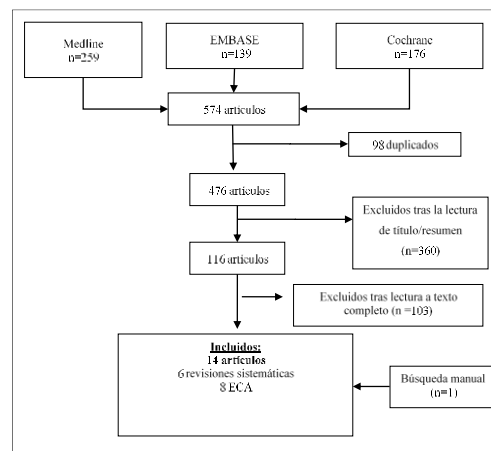 Medline
n=259
EMBASE
n=139
Cochrane
n=176
574 artículos
98 duplicados
476 artículos
Excluidos tras la lectura
de título/resumen
(n=360)
116 artículos
Excluidos tras lectura a texto
completo (n =103)
Incluidos:
14 artículos
6 revisiones sistemáticas
8 ECA
Búsqueda manual
(n=1)